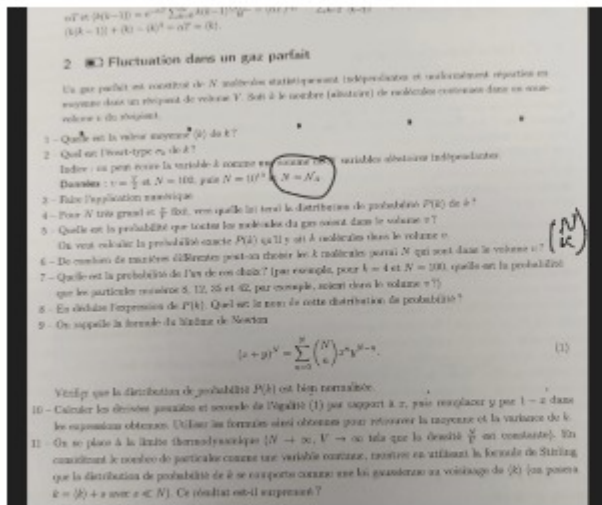 (k(k − 1)) + (k) − (k)² = αT = (k).
2 Fluctuation dans un gaz parfait
Un gaz parfait est constitué de N molécules statistiquement indépendantes et uniformément réparties en
moyenne dans un récipient de volume V. Soit k le nombre (aléatoire) de molécules contenues dans un sous-
volume v du récipient.
1 – Quelle est la valeur moyenne ⟨k⟩ de k ?
2 – Quel est l'écart-type σₖ de k ?
Indice : on peut écrire la variable k comme une somme de variables aléatoires indépendantes.
Données : v = V/2 et N = 100, puis N = N_A
3 – Faire l'application numérique
4 – Pour N très grand et fixé, vers quelle loi tend la distribution de probabilité P(k) de k ?
5 – Quelle est la probabilité que toutes les molécules du gaz soient dans le volume v ?
On veut calculer la probabilité exacte P(k) qu'il y ait k molécules dans le volume v.
6 – De combien de manières différentes peut-on choisir les k molécules parmi N qui sont dans le volume v ? (N k)
7 – Quelle est la probabilité de l'un de ces choix ? (par exemple, pour k = 4 et N = 100, quelle est la probabilité
que les particules numéros 5, 12, 35 et 42, par exemple, soient dans le volume v ?)
8 – En déduire l'expression de P(k). Quel est le nom de cette distribution de probabilité ?
9 – On rappelle la formule du binôme de Newton
(x + y)^N = ∑ (N n) x^n y^{N−n}. (1)
Vérifier que la distribution de probabilité P(k) est bien normalisée.
10 – Calculer les dérivées première et seconde de l'égalité (1) par rapport à x, puis remplacer y par 1 − x dans
les expressions obtenues. Utiliser les formules ainsi obtenues pour retrouver la moyenne et la variance de k.
11 – On se place à la limite thermodynamique (N → ∞, V → ∞ tels que la densité N/V est constante). En
considérant le nombre de particules comme une variable continue, montrer en utilisant la formule de Stirling
que la distribution de probabilité de k se comporte comme une loi gaussienne au voisinage de ⟨k⟩ (on posera
k = ⟨k⟩ + x avec x ≪ N). Ce résultat est-il surprenant ?